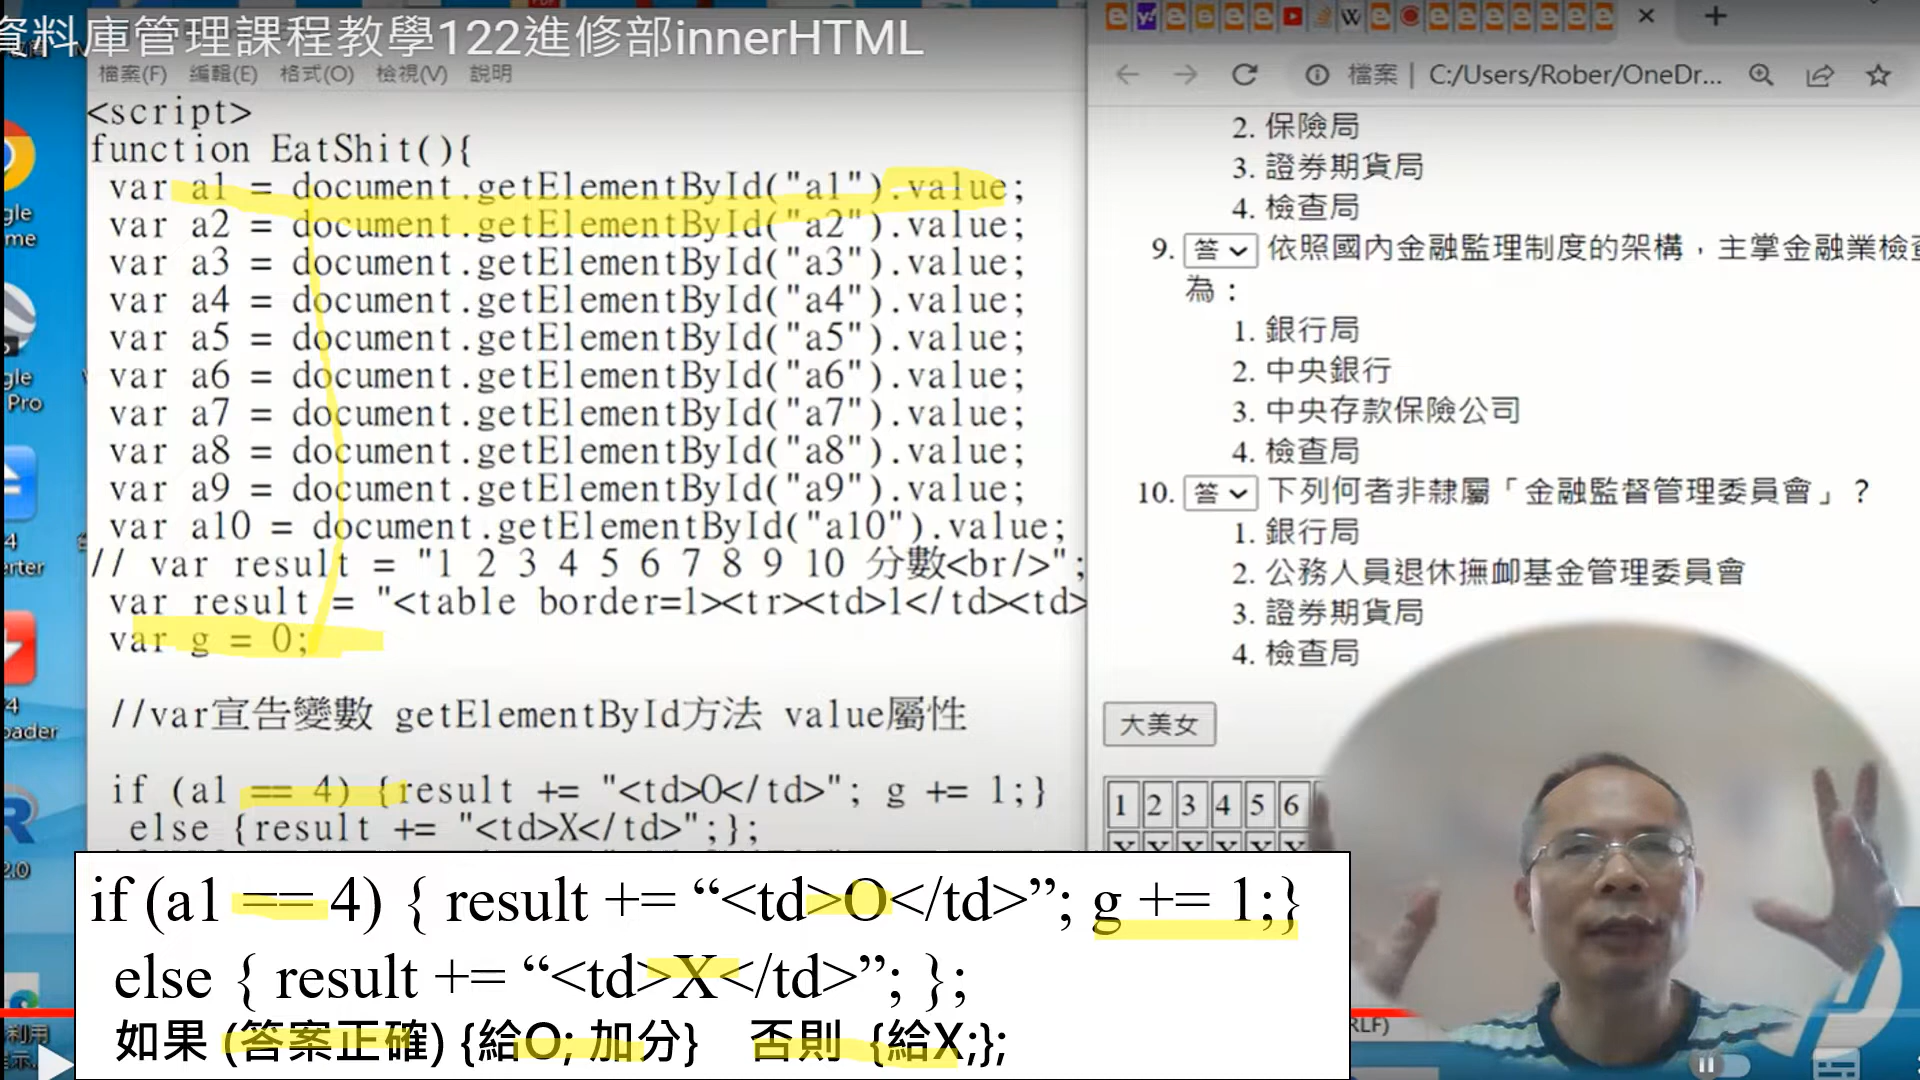 資料庫管理課程教學122進修部innerHTML
檔案(F) 編輯(E) 格式(O) 檢視(V) 說明
<script>
function EatShit(){
var a1 = document.getElementById("a1").value;
var a2 = document.getElementById("a2").value;
var a3 = document.getElementById("a3").value;
var a4 = document.getElementById("a4").value;
var a5 = document.getElementById("a5").value;
var a6 = document.getElementById("a6").value;
var a7 = document.getElementById("a7").value;
var a8 = document.getElementById("a8").value;
var a9 = document.getElementById("a9").value;
var a10 = document.getElementById("a10").value;
// var result = "1 2 3 4 5 6 7 8 9 10 分數<br/>";
var result = "<table border=1><tr><td>1</td><td>
var g = 0;
//var宣告變數 getElementById方法 value屬性
if (a1 == 4) {result += "<td>O</td>"; g += 1;}
else {result += "<td>X</td>";};
if (a1 == 4) { result += “<td>O</td>”; g += 1;}
else { result += “<td>X</td>”; };
如果 (答案正確) {給O; 加分} 否則 {給X;};
檔案 | C:/Users/Rober/OneDr...
2. 保險局
3. 證券期貨局
4. 檢查局
9. 答 依照國內金融監理制度的架構，主掌金融業檢查
為：
1. 銀行局
2. 中央銀行
3. 中央存款保險公司
4. 檢查局
10. 答 下列何者非隸屬「金融監督管理委員會」？
1. 銀行局
2. 公務人員退休撫卹基金管理委員會
3. 證券期貨局
4. 檢查局
大美女
1 2 3 4 5 6
X X X X X X
gle
me
gle
Pro
4
erter
4
oader
2.0
利用
RLF)